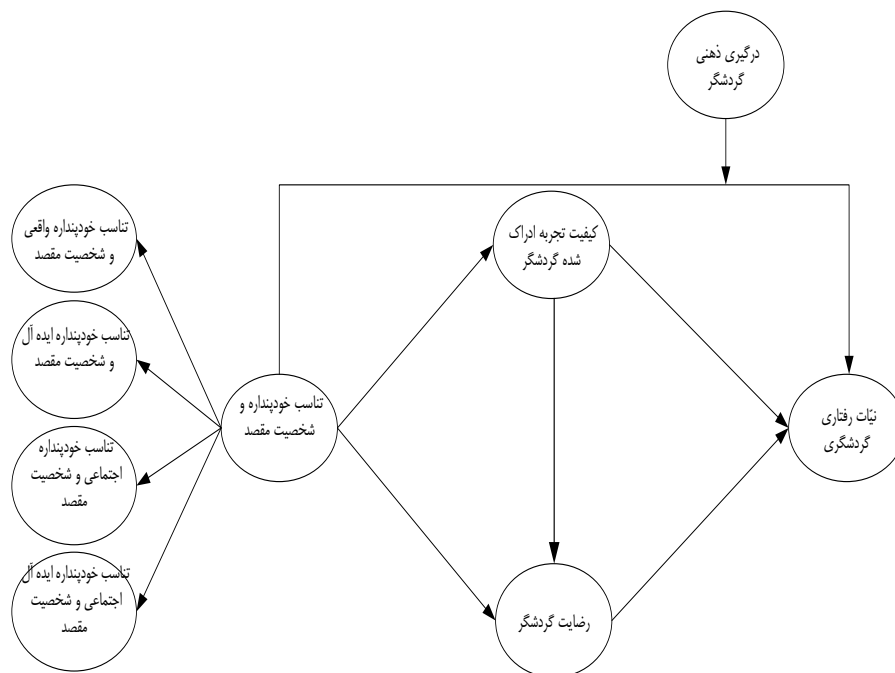 درگیری ذهنی
گردشگر
تناسب خودپنداره واقعی
و شخصیت مقصد
کیفیت تجربه ادراک
شده گردشگر
تناسب خودپنداره ایده آل
و شخصیت مقصد
تناسب خودپنداره و
شخصیت مقصد
نیّات رفتاری
گردشگری
تناسب خودپنداره
اجتماعی و شخصیت
مقصد
تناسب خودپنداره ایده آل
اجتماعی و شخصیت
مقصد
رضایت گردشگر